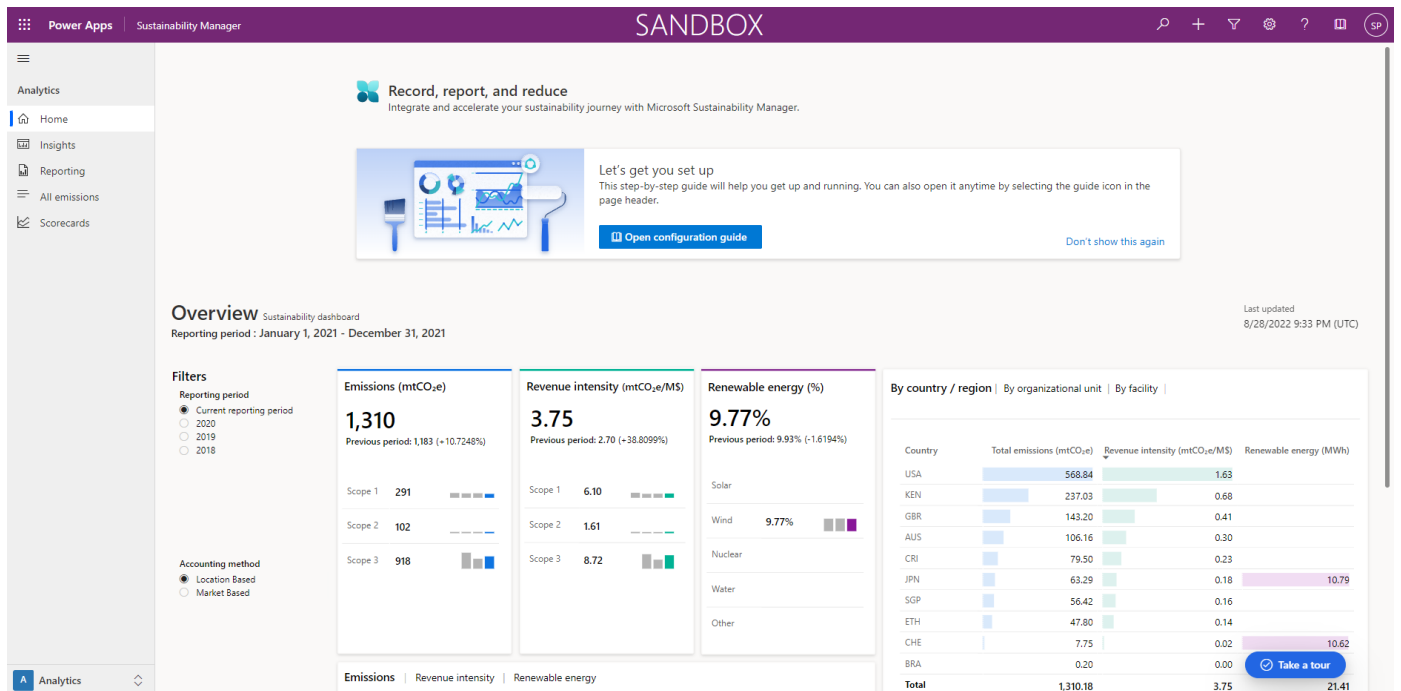 Power Apps
Sustainability Manager
SANDBOX
?
SP
Analytics
Home
Insights
Reporting
All emissions
Scorecards
Record, report, and reduce
Integrate and accelerate your sustainability journey with Microsoft Sustainability Manager.
Let's get you set up
This step-by-step guide will help you get up and running. You can also open it anytime by selecting the guide icon in the
page header.
Open configuration guide
Don't show this again
Overview Sustainability dashboard
Reporting period : January 1, 2021 - December 31, 2021
Last updated
8/28/2022 9:33 PM (UTC)
Filters
Reporting period
Current reporting period
2020
2019
2018
Accounting method
Location Based
Market Based
Emissions (mtCO₂e)
1,310
Previous period: 1,183 (+10.7248%)
Scope 1 291
Scope 2 102
Scope 3 918
Revenue intensity (mtCO₂e/M$)
3.75
Previous period: 2.70 (+38.8099%)
Scope 1 6.10
Scope 2 1.61
Scope 3 8.72
Renewable energy (%)
9.77%
Previous period: 9.93% (-1.6194%)
Solar
Wind 9.77%
Nuclear
Water
Other
By country / region | By organizational unit | By facility |
Country Total emissions (mtCO₂e) Revenue intensity (mtCO₂e/M$) Renewable energy (MWh)
USA 568.84 1.63
KEN 237.03 0.68
GBR 143.20 0.41
AUS 106.16 0.30
CRI 79.50 0.23
JPN 63.29 0.18 10.79
SGP 56.42 0.16
ETH 47.80 0.14
CHE 7.75 0.02 10.62
BRA 0.20 0.00
Total 1,310.18 3.75 21.41
Take a tour
Emissions | Revenue intensity | Renewable energy
A Analytics